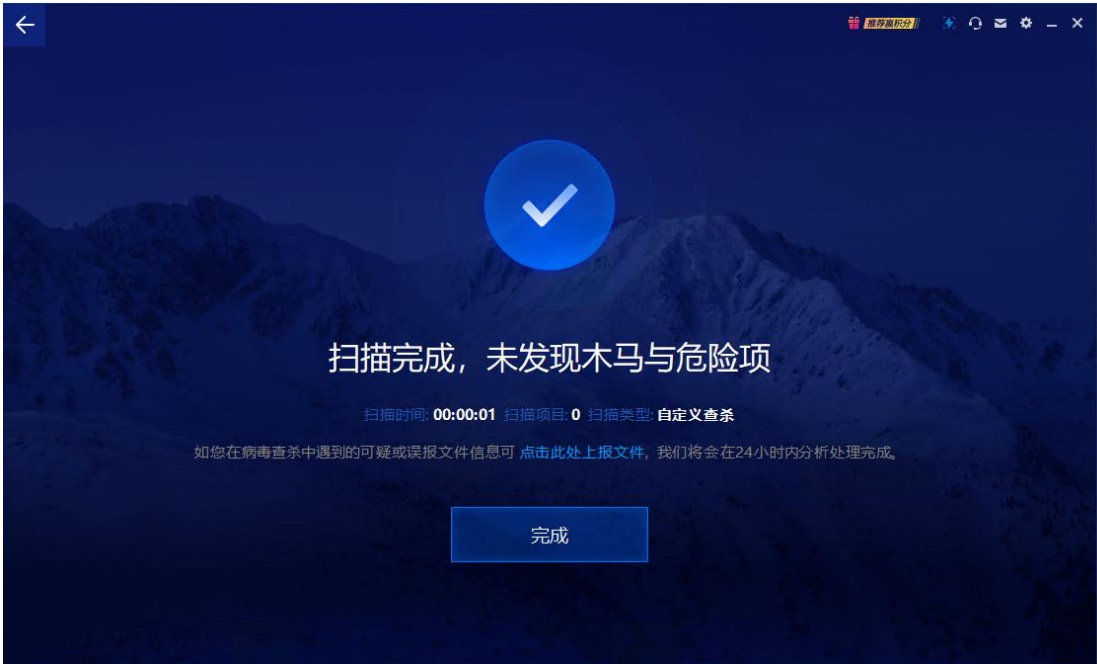 推荐赢积分
扫描完成，未发现木马与危险项
扫描时间: 00:00:01 扫描项目: 0 扫描类型: 自定义查杀
如您在病毒查杀中遇到的可疑或误报文件信息可 点击此处上报文件，我们将会在24小时内分析处理完成。
完成